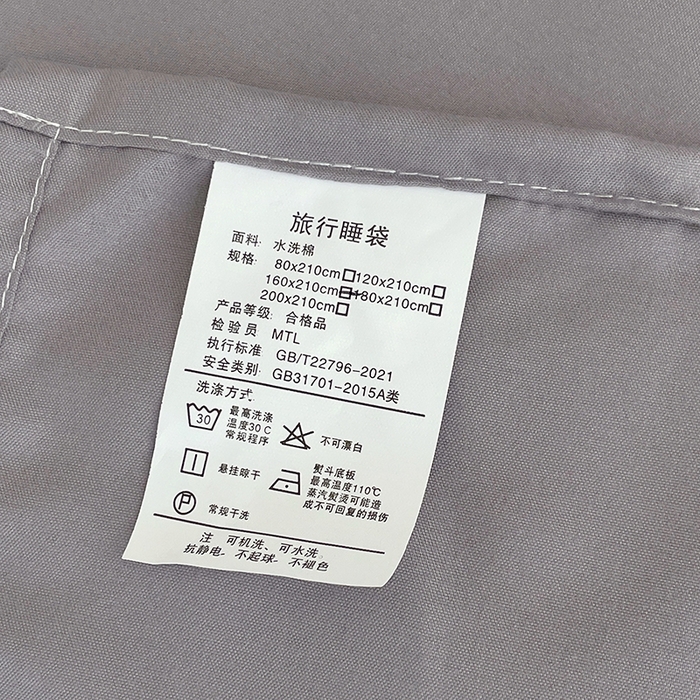 旅行睡袋
面料: 水洗棉
规格: 80x210cm□120x210cm□
160x210cm□180x210cm□
200x210cm□
产品等级: 合格品
检验员 MTL
执行标准 GB/T22796-2021
安全类别: GB31701-2015A类
洗涤方式:
30
最高洗涤
温度30 C
常规程序
不可漂白
悬挂晾干
熨斗底板
最高温度110℃
蒸汽熨烫可能造
成不可回复的损伤
P
常规干洗
注 可机洗、可水洗
抗静电- 不起球- 不褪色